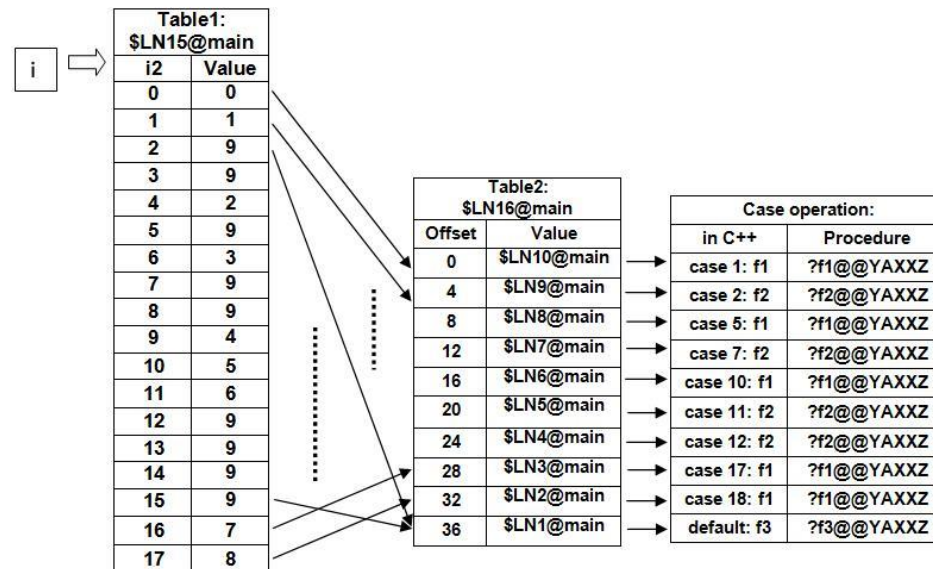 i
Table1:
$LN15@main
i2 Value
0 0
1 1
2 9
3 9
4 2
5 9
6 3
7 9
8 9
9 4
10 5
11 6
12 9
13 9
14 9
15 9
16 7
17 8
Table2:
$LN16@main
Offset Value
0 $LN10@main
4 $LN9@main
8 $LN8@main
12 $LN7@main
16 $LN6@main
20 $LN5@main
24 $LN4@main
28 $LN3@main
32 $LN2@main
36 $LN1@main
Case operation:
in C++ Procedure
case 1: f1 ?f1@@YAXXZ
case 2: f2 ?f2@@YAXXZ
case 5: f1 ?f1@@YAXXZ
case 7: f2 ?f2@@YAXXZ
case 10: f1 ?f1@@YAXXZ
case 11: f2 ?f2@@YAXXZ
case 12: f2 ?f2@@YAXXZ
case 17: f1 ?f1@@YAXXZ
case 18: f1 ?f1@@YAXXZ
default: f3 ?f3@@YAXXZ